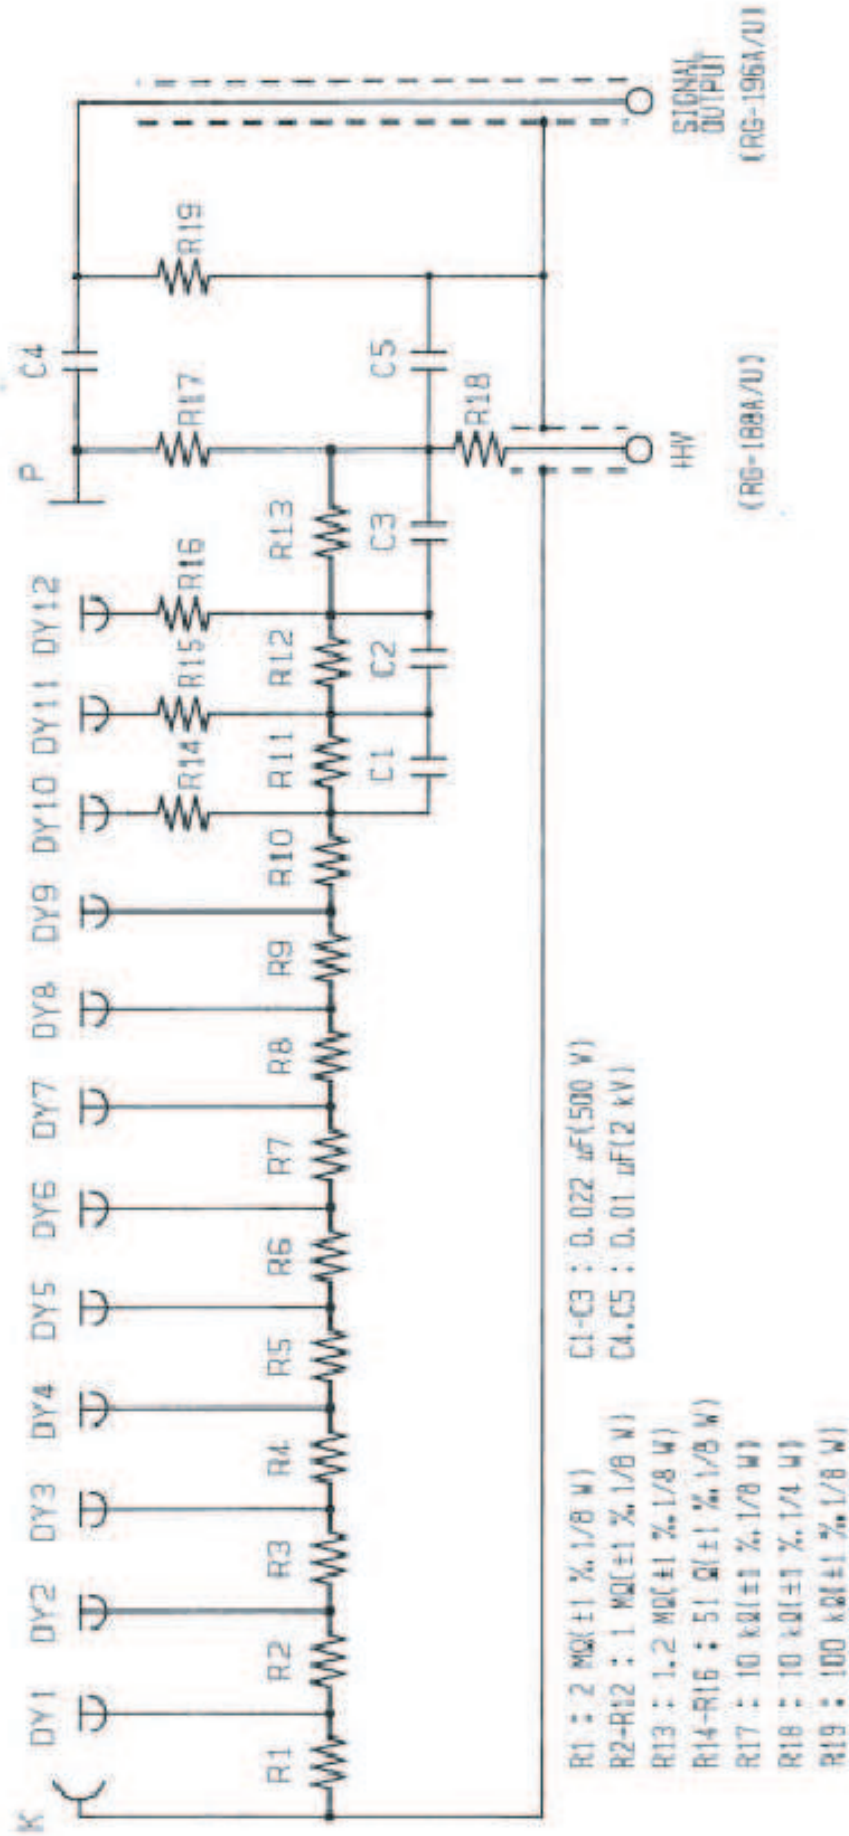 K DY1 DY2 DY3 DY4 DY5 DY6 DY7 DY8 DY9 DY10 DY11 DY12 P C4
R14 R15 R16 R17 R19
R1 R2 R3 R4 R5 R6 R7 R8 R9 R10 R11 R12 R13
C1 C2 C3 C5
R18
R1 : 2 MΩ(±1 %, 1/8 W)
R2-R12 : 1 MΩ(±1 %, 1/8 W)
R13 : 1.2 MΩ(±1 %, 1/8 W)
R14-R16 : 51 Ω(±1 %, 1/8 W)
R17 : 10 kΩ(±1 %, 1/8 W)
R18 : 10 kΩ(±1 %, 1/4 W)
R19 : 100 kΩ(±1 %, 1/8 W)
C1-C3 : 0.022 µF(500 V)
C4, C5 : 0.01 µF(2 kV)
+HV
(RG-188A/U)
SIGNAL
OUTPUT
(RG-196A/U)